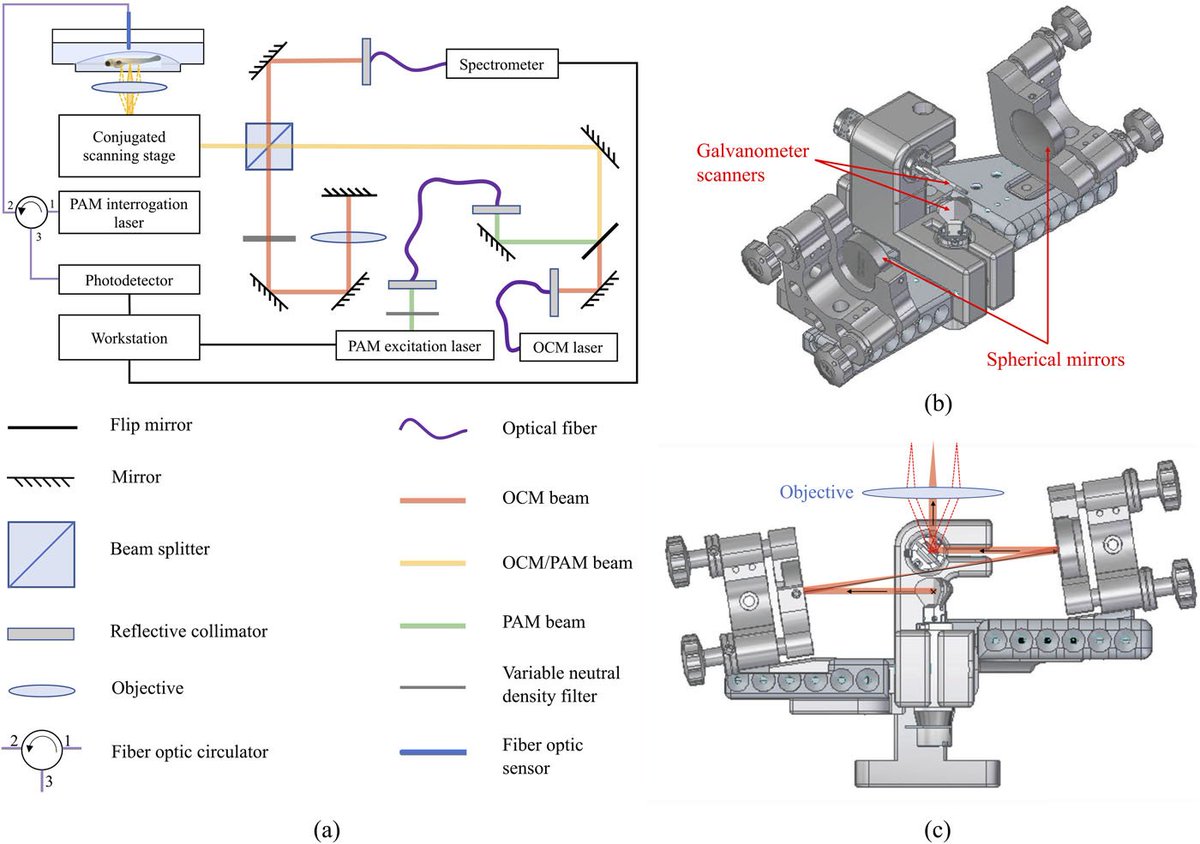 Spectrometer
Conjugated
scanning stage
2
1
3
PAM interrogation
laser
Photodetector
Workstation
PAM excitation laser
OCM laser
Flip mirror
Mirror
Beam splitter
Reflective collimator
Objective
2
1
3
Fiber optic circulator
Optical fiber
OCM beam
OCM/PAM beam
PAM beam
Variable neutral
density filter
Fiber optic
sensor
(a)
Galvanometer
scanners
Spherical mirrors
(b)
Objective
(c)